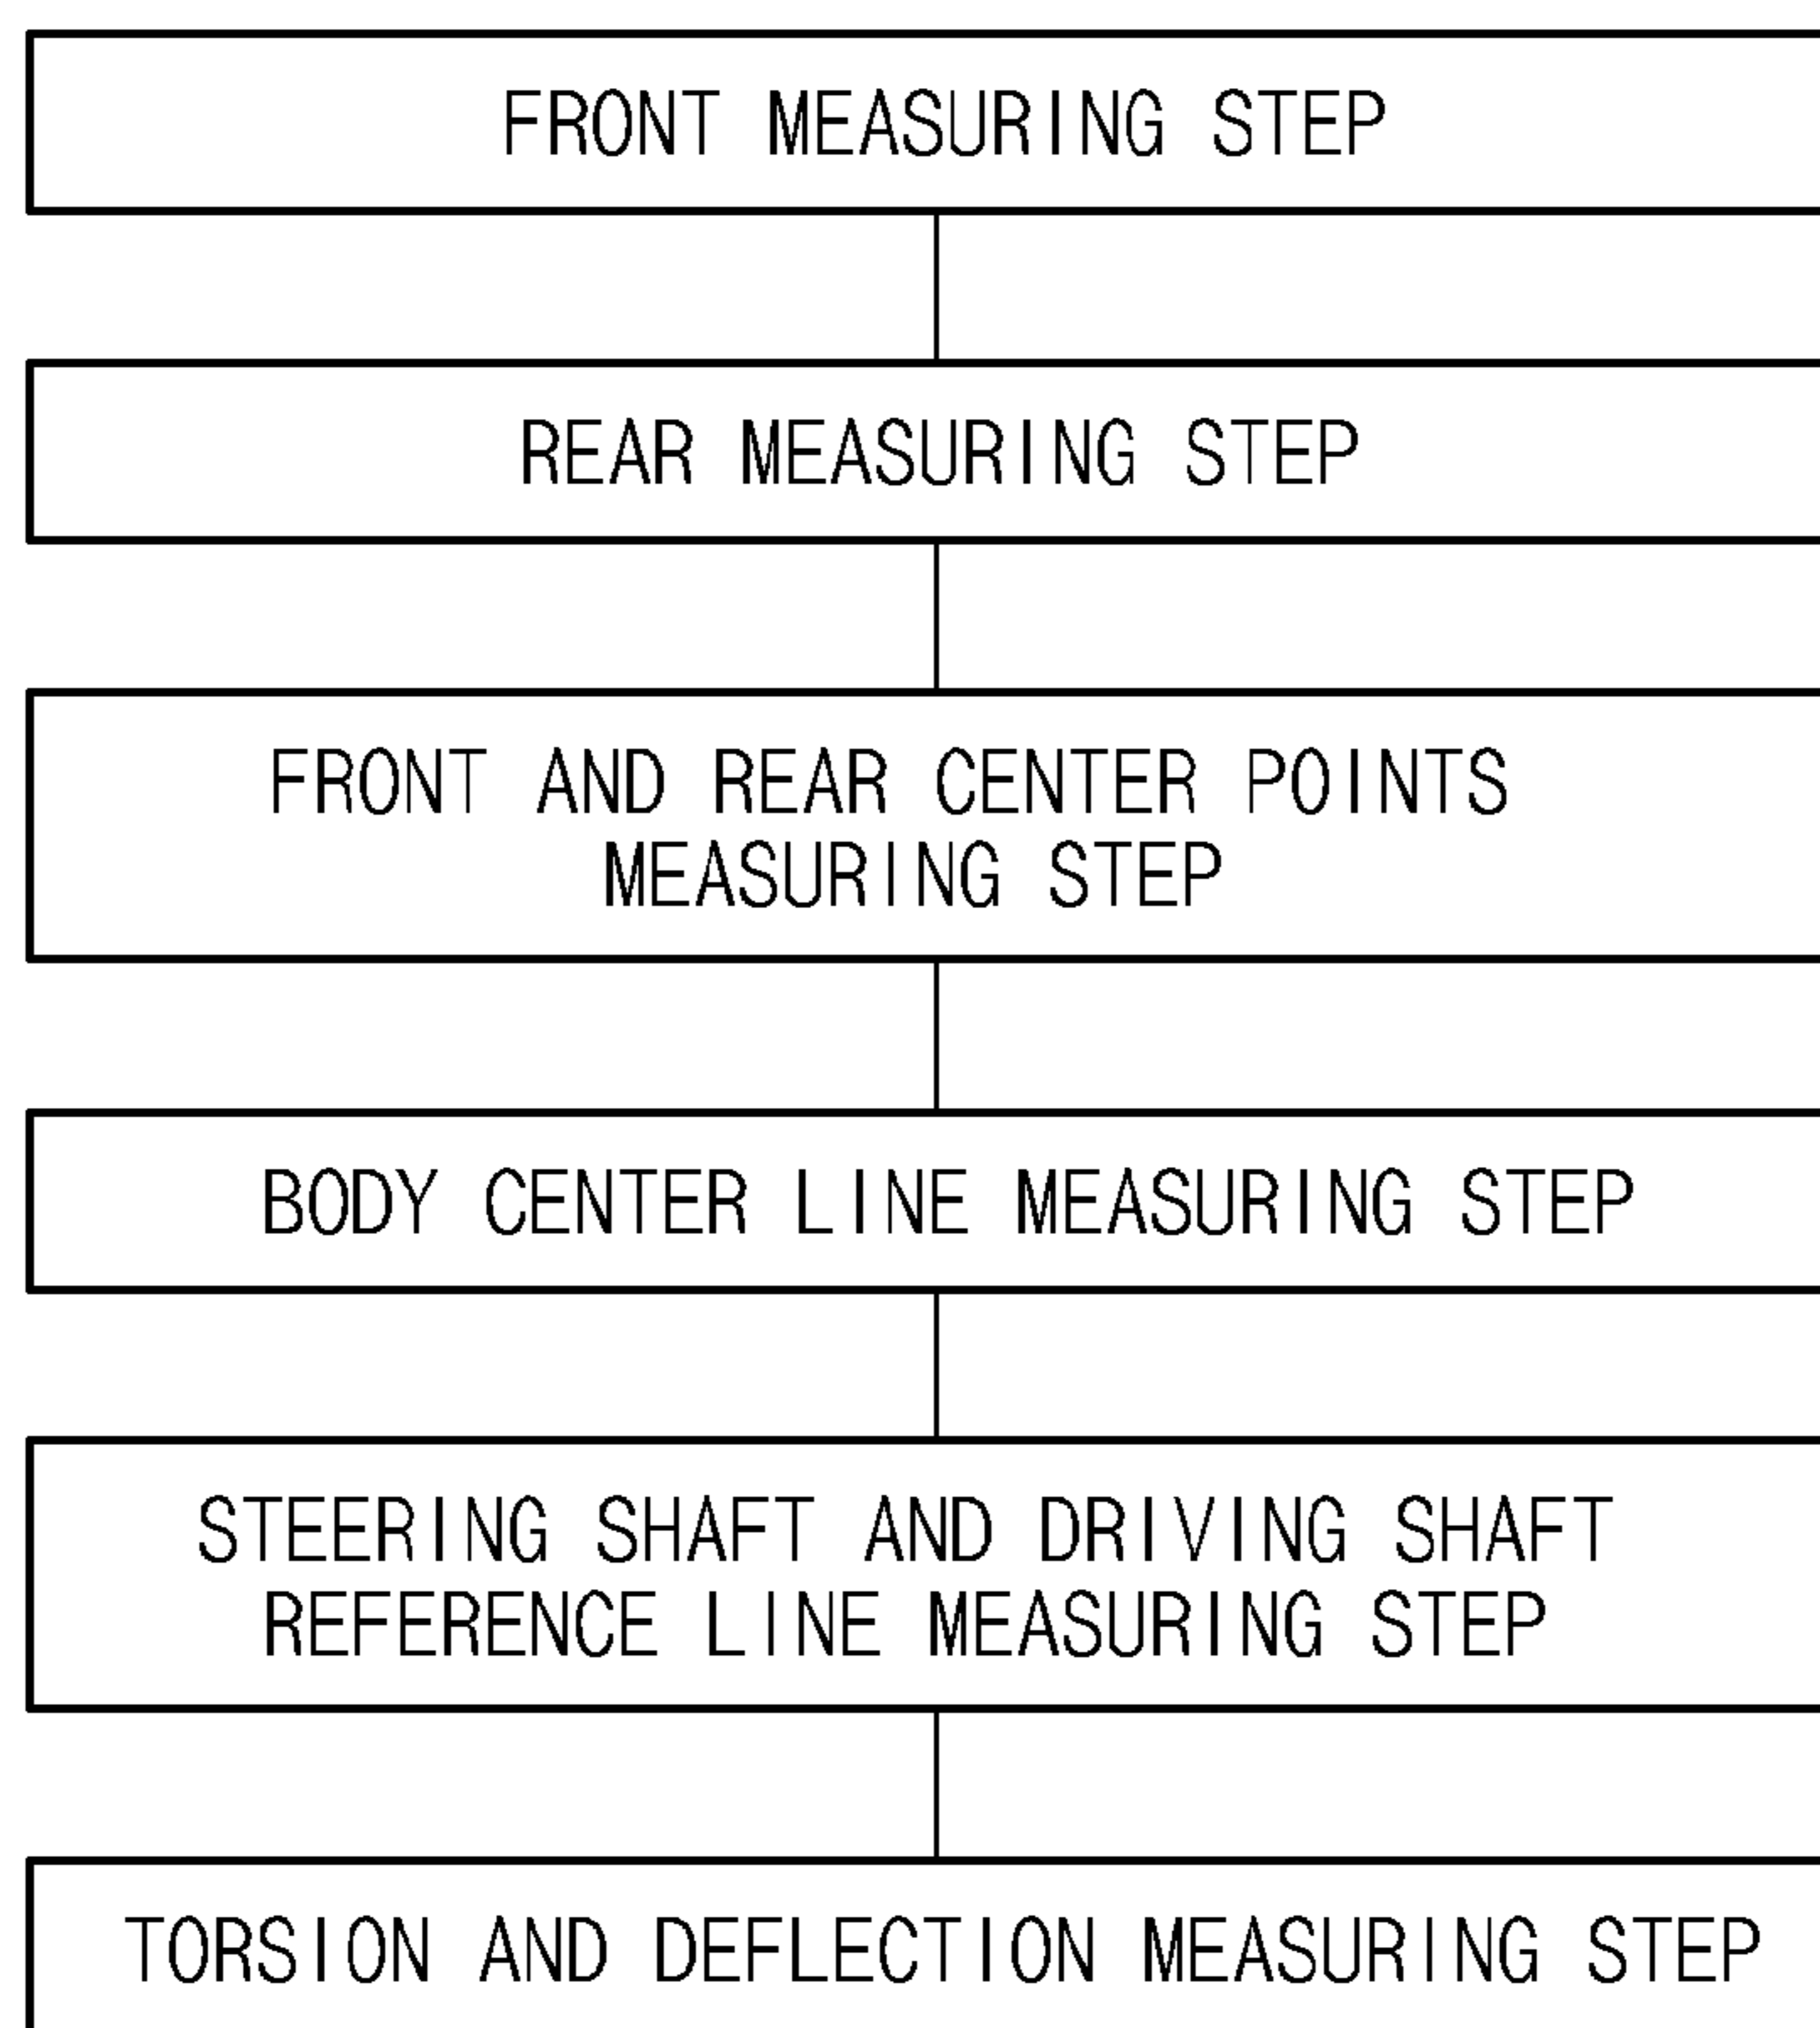 FRONT MEASURING STEP
REAR MEASURING STEP
FRONT AND REAR CENTER POINTS
MEASURING STEP
BODY CENTER LINE MEASURING STEP
STEERING SHAFT AND DRIVING SHAFT
REFERENCE LINE MEASURING STEP
TORSION AND DEFLECTION MEASURING STEP